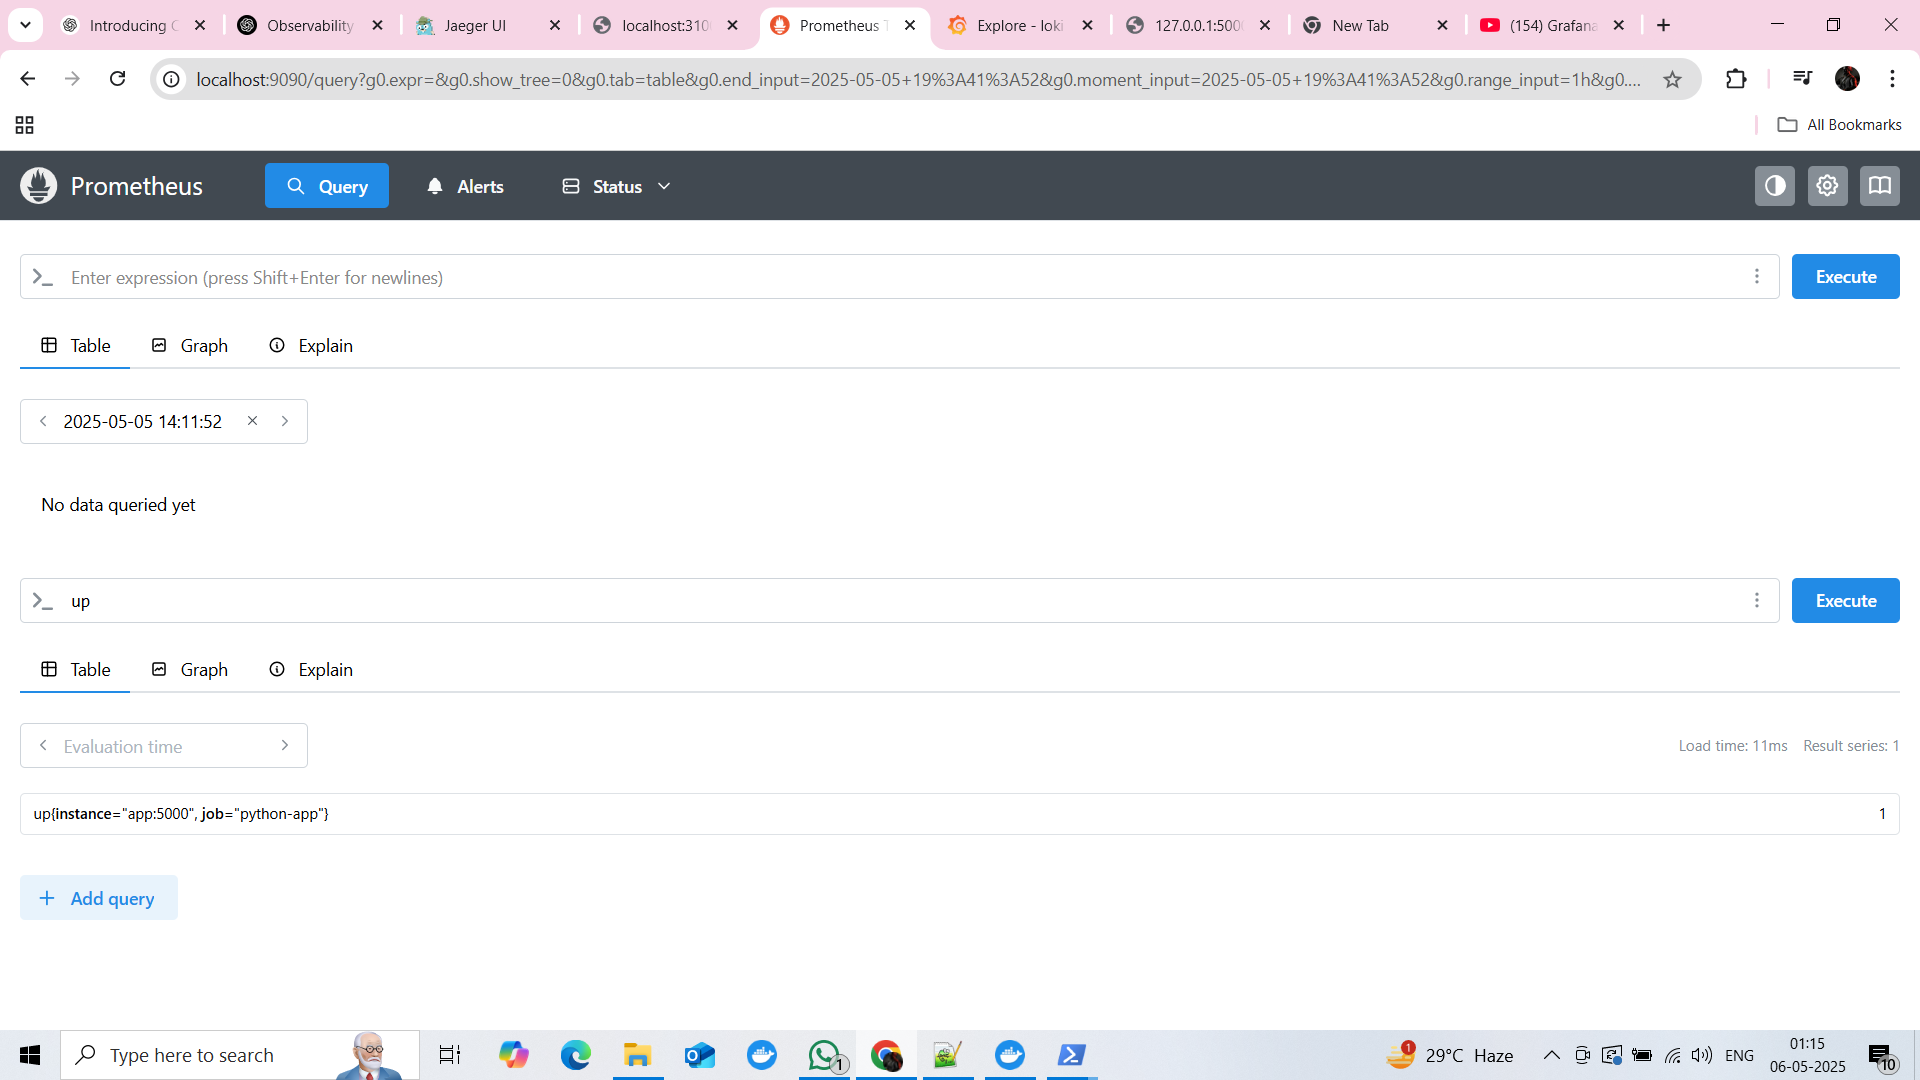 Introducing C
Observability
Jaeger UI
localhost:310
Prometheus T
Explore - loki
127.0.0.1:500
New Tab
(154) Grafana
localhost:9090/query?g0.expr=&g0.show_tree=0&g0.tab=table&g0.end_input=2025-05-05+19%3A41%3A52&g0.moment_input=2025-05-05+19%3A41%3A52&g0.range_input=1h&g0....
All Bookmarks
Prometheus
Query
Alerts
Status
Enter expression (press Shift+Enter for newlines)
Execute
Table
Graph
Explain
2025-05-05 14:11:52
No data queried yet
up
Execute
Table
Graph
Explain
Evaluation time
Load time: 11ms Result series: 1
up{instance="app:5000", job="python-app"} 1
Add query
Type here to search
1
1
29°C Haze
ENG
01:15
06-05-2025
10